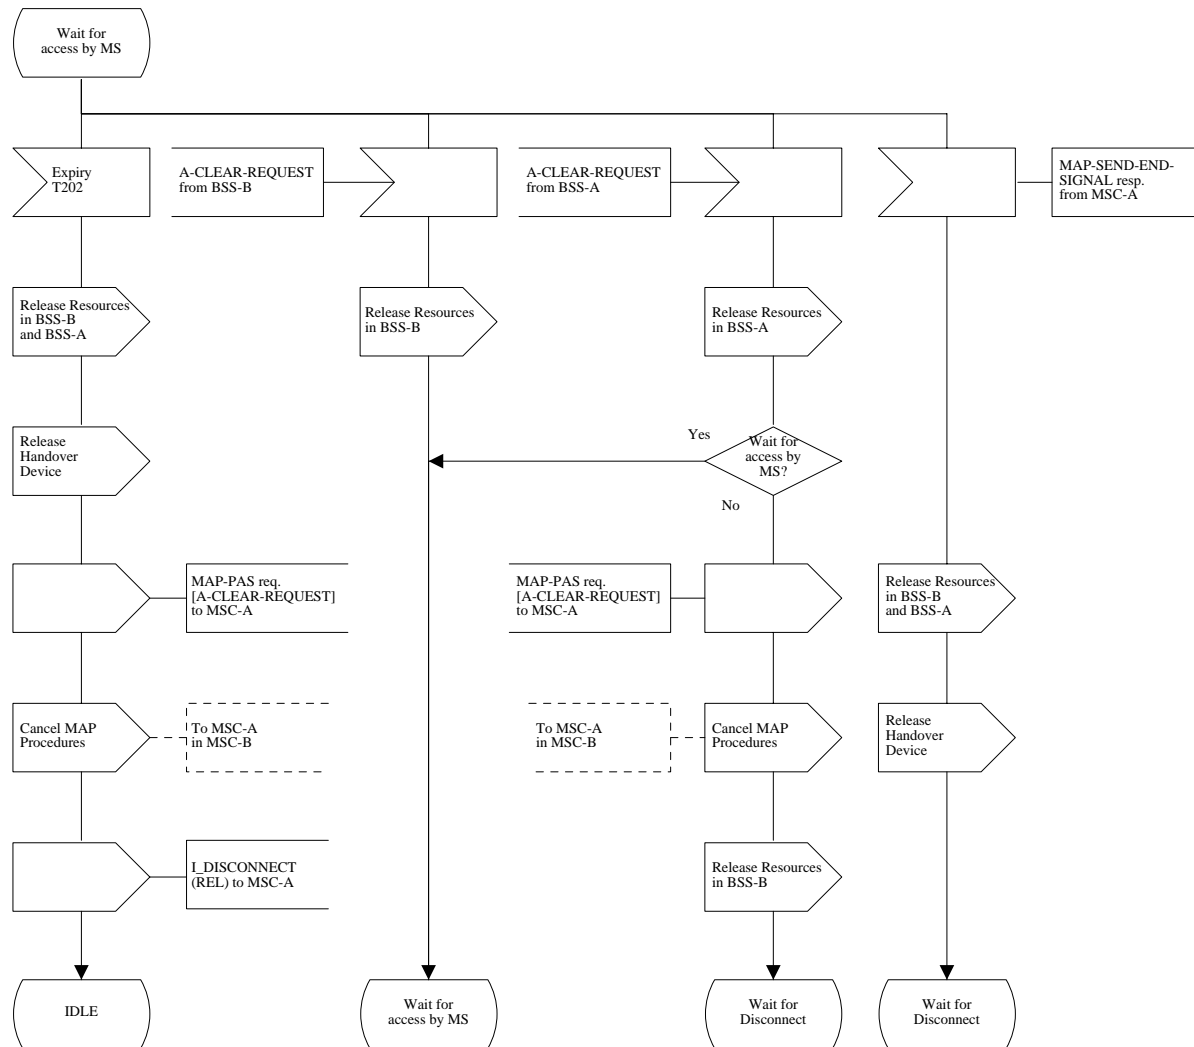 Wait for
access by MS
Expiry
T202
A-CLEAR-REQUEST
from BSS-B
A-CLEAR-REQUEST
from BSS-A
MAP-SEND-END-
SIGNAL resp.
from MSC-A
Release Resources
in BSS-B
and BSS-A
Release Resources
in BSS-B
Release Resources
in BSS-A
Release
Handover
Device
Yes
Wait for
access by
MS?
No
MAP-PAS req.
[A-CLEAR-REQUEST]
to MSC-A
MAP-PAS req.
[A-CLEAR-REQUEST]
to MSC-A
Release Resources
in BSS-B
and BSS-A
Cancel MAP
Procedures
To MSC-A
in MSC-B
To MSC-A
in MSC-B
Cancel MAP
Procedures
Release
Handover
Device
I_DISCONNECT
(REL) to MSC-A
Release Resources
in BSS-B
IDLE
Wait for
access by MS
Wait for
Disconnect
Wait for
Disconnect